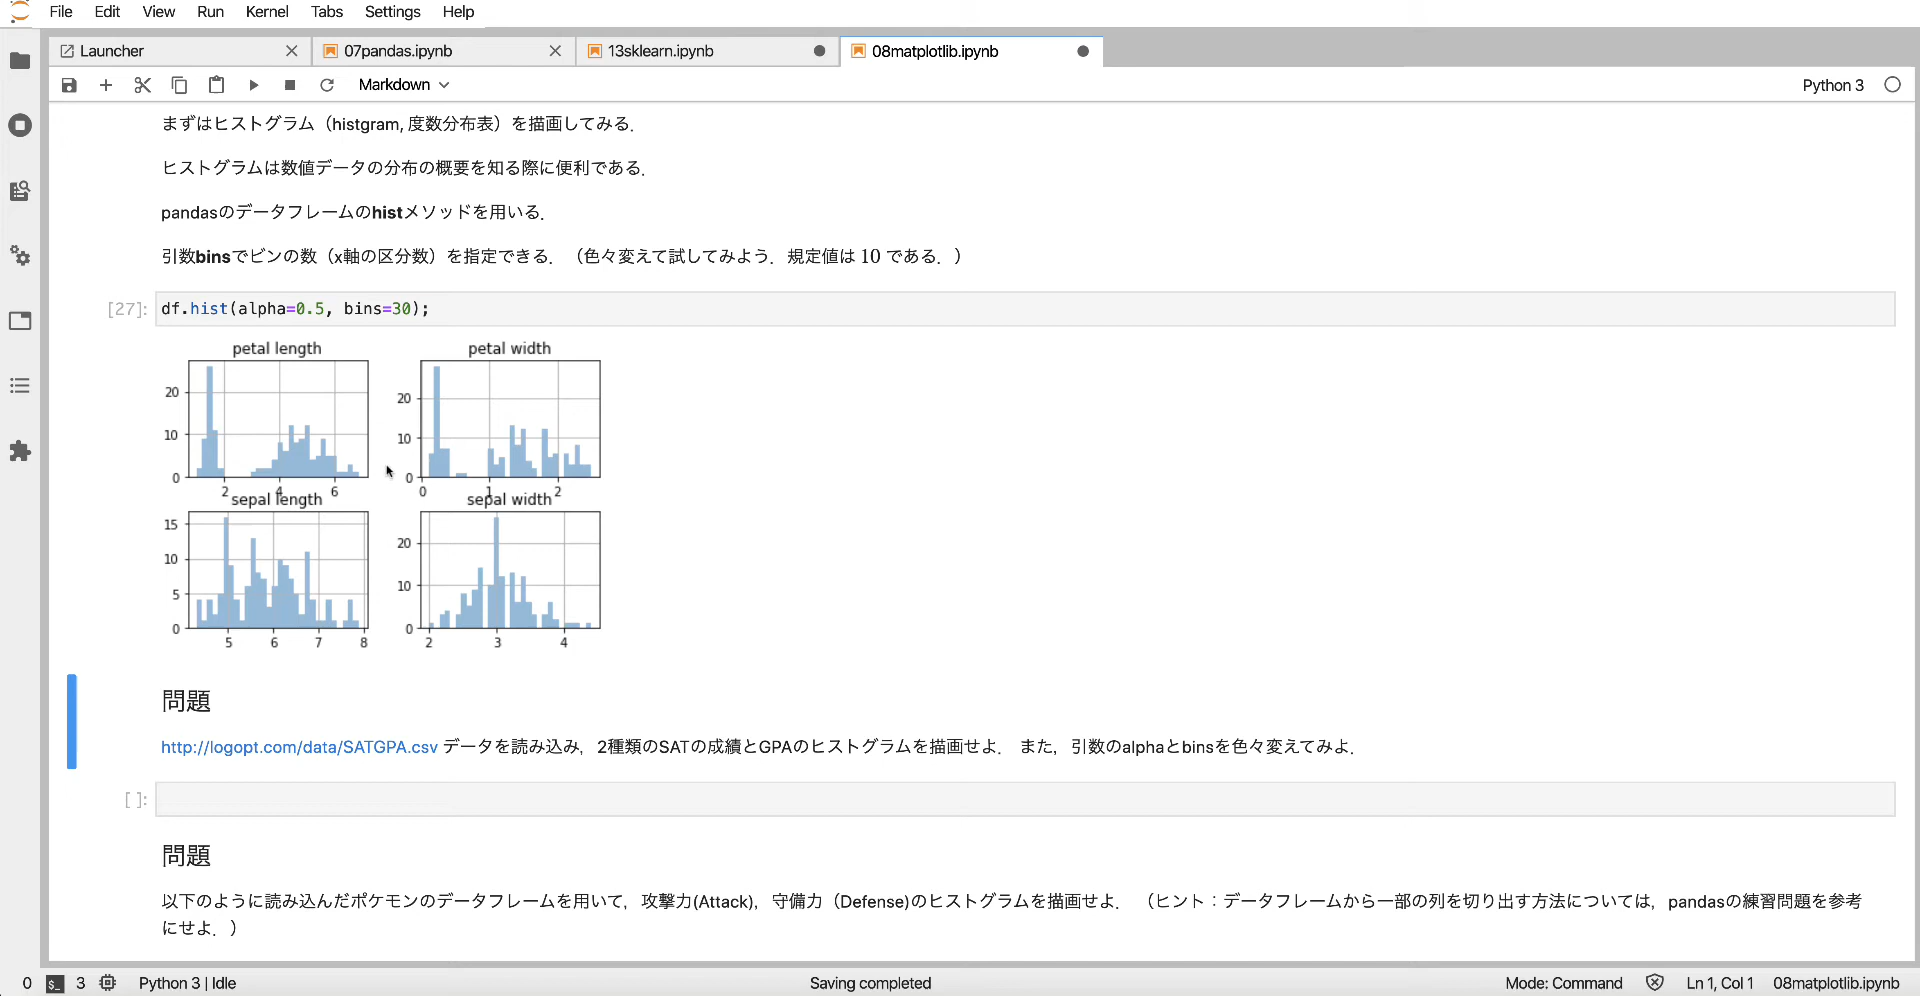 File Edit View Run Kernel Tabs Settings Help
Launcher 07pandas.ipynb 13sklearn.ipynb 08matplotlib.ipynb
Markdown Python 3
まずはヒストグラム（histgram, 度数分布表）を描画してみる．
ヒストグラムは数値データの分布の概要を知る際に便利である．
pandasのデータフレームのhistメソッドを用いる．
引数binsでビンの数（x軸の区分数）を指定できる．（色々変えて試してみよう．規定値は 10 である．）
[27]: df.hist(alpha=0.5, bins=30);
petal length petal width
20 10 0
20 10 0
2 4 6 0 1 2
sepal length sepal width
15 10 5 0
20 10 0
5 6 7 8 2 3 4
問題
http://logopt.com/data/SATGPA.csv データを読み込み，2種類のSATの成績とGPAのヒストグラムを描画せよ． また，引数のalphaとbinsを色々変えてみよ．
[ ]:
問題
以下のように読み込んだポケモンのデータフレームを用いて，攻撃力(Attack)，守備力（Defense)のヒストグラムを描画せよ． （ヒント：データフレームから一部の列を切り出す方法については，pandasの練習問題を参考
にせよ．）
0 $_ 3 Python 3 | Idle Saving completed Mode: Command Ln 1, Col 1 08matplotlib.ipynb